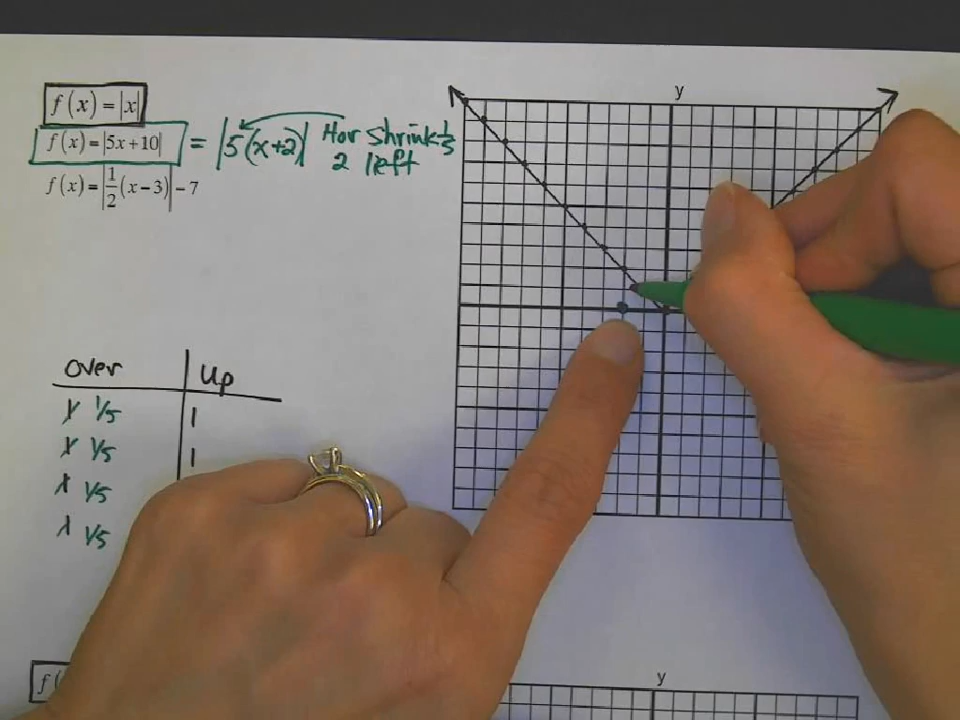 f(x) = |x|
f(x) = |5x+10| = |5(x+2)| Hor shrink 1/5
2 left
f(x) = |1/2(x-3)| - 7
y
over Up
1 1/5 1
1 1/5 1
1 1/5
1 1/5
f(
y